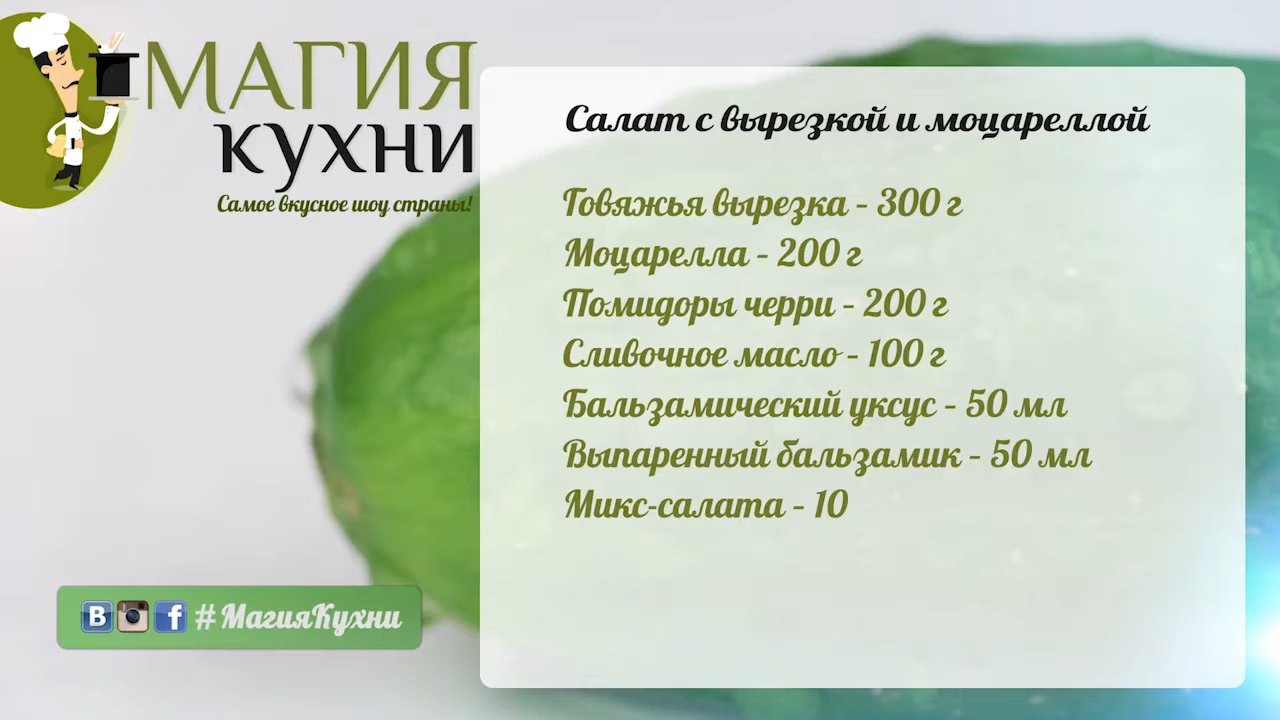 МАГИЯ
КУХНИ
Самое вкусное шоу страны!
Салат с вырезкой и моцареллой
Говяжья вырезка - 300 г
Моцарелла - 200 г
Помидоры черри - 200 г
Сливочное масло - 100 г
Бальзамический уксус - 50 мл
Выпаренный бальзамик - 50 мл
Микс-салата - 10
#МагияКухни